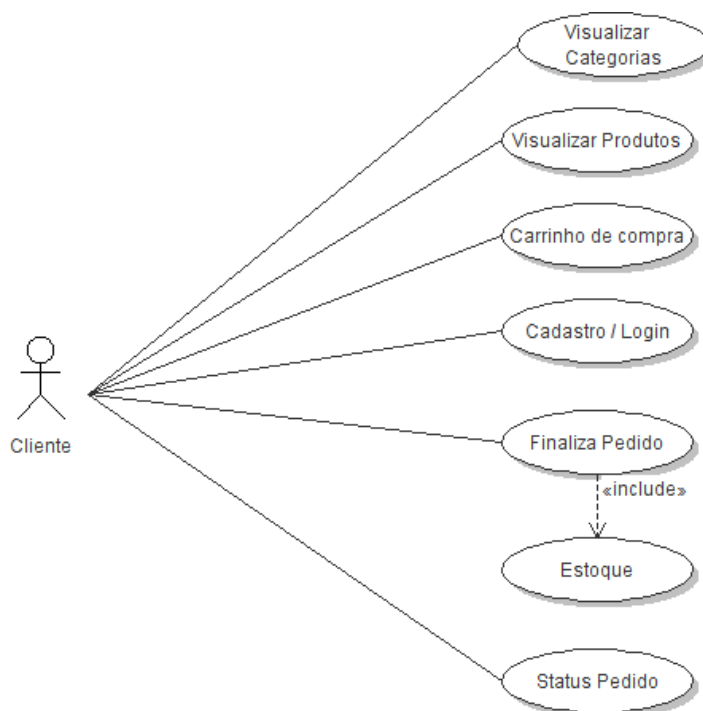 Visualizar
Categorias
Visualizar Produtos
Carrinho de compra
Cadastro / Login
Cliente
Finaliza Pedido
«include»
Estoque
Status Pedido